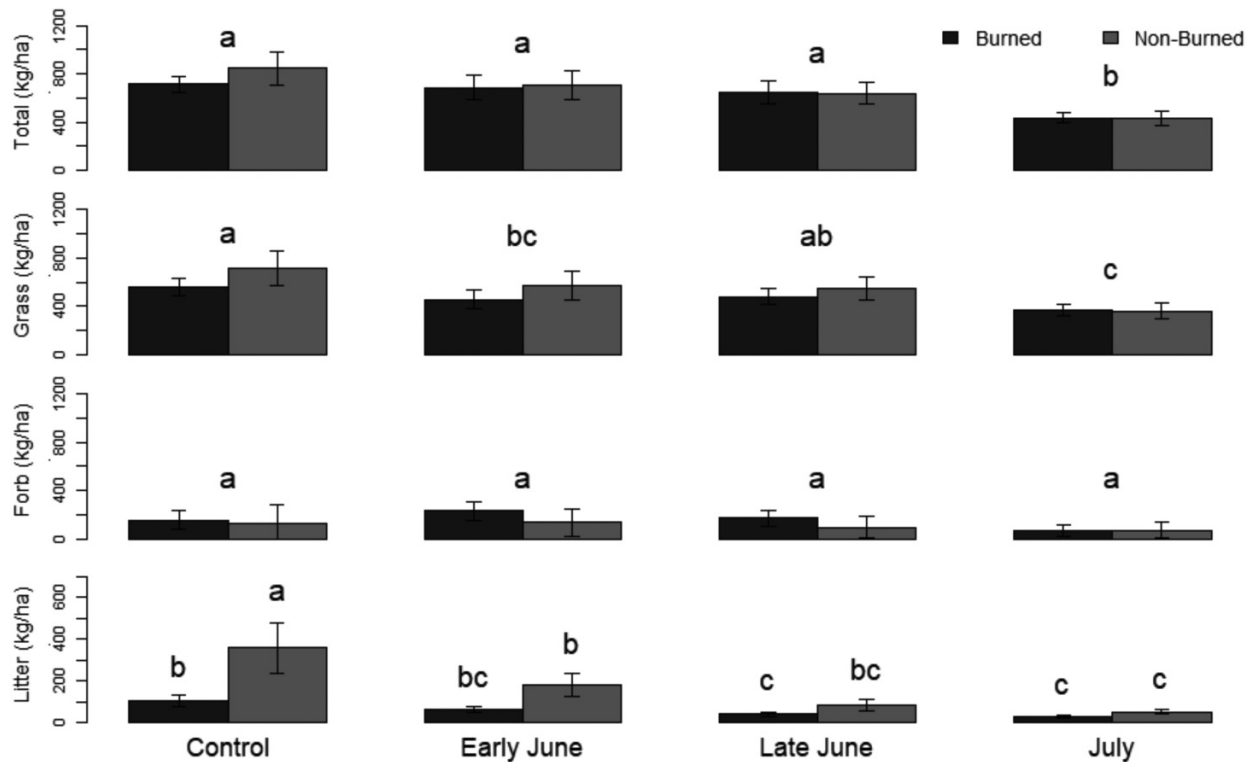 Burned Non-Burned
Total (kg/ha)
1200
800
400
0
a a a b
Grass (kg/ha)
1200
800
400
0
a bc ab c
Forb (kg/ha)
1200
800
400
0
a a a a
Litter (kg/ha)
600
400
200
0
b a bc b c bc c c
Control Early June Late June July